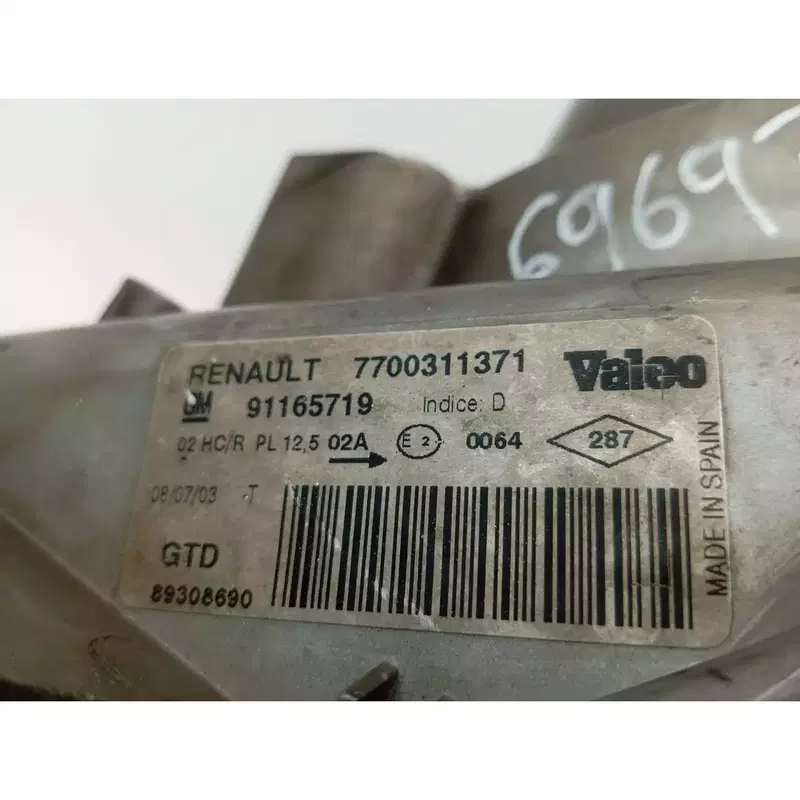 6969
RENAULT 7700311371 Valeo
GM 91165719 Indice: D
02 HC/R PL 12,5 02A E 2 0064 287
08/07/03 T
GTD
89308690
MADE IN SPAIN